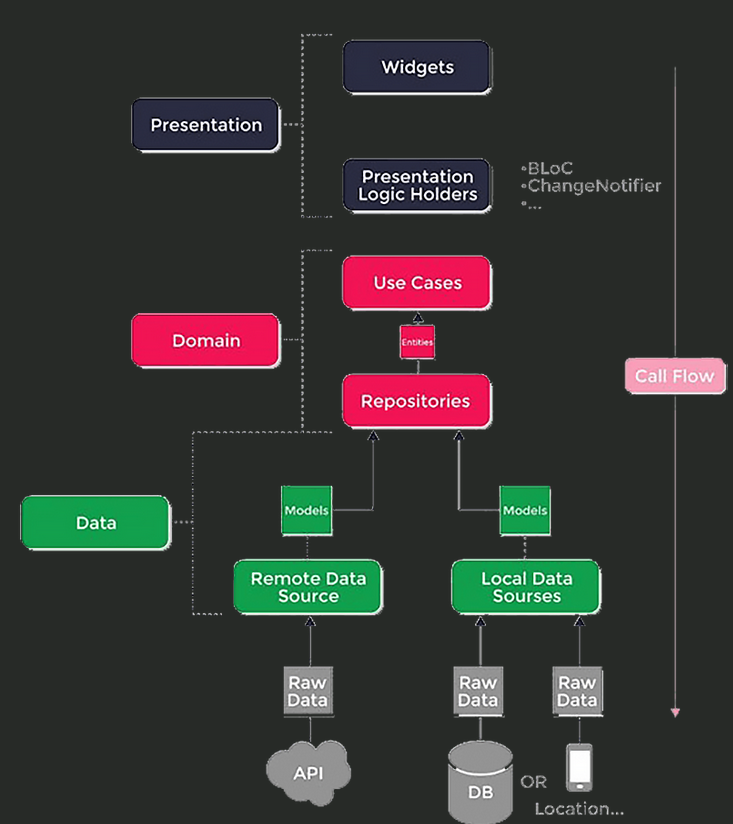 Widgets
Presentation
Presentation
Logic Holders
•BLoC
•ChangeNotifier
•...
Use Cases
Domain
Entities
Call Flow
Repositories
Models
Models
Data
Remote Data
Source
Local Data
Sourses
Raw
Data
Raw
Data
Raw
Data
API
DB
OR
Location...